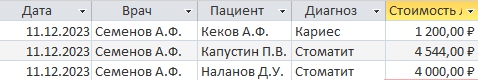 Дата Врач Пациент Диагноз Стоимость л
11.12.2023 Семенов А.Ф. Кеков А.Ф. Кариес 1 200,00 ₽
11.12.2023 Семенов А.Ф. Капустин П.В. Стоматит 4 544,00 ₽
11.12.2023 Семенов А.Ф. Наланов Д.У. Стоматит 4 000,00 ₽